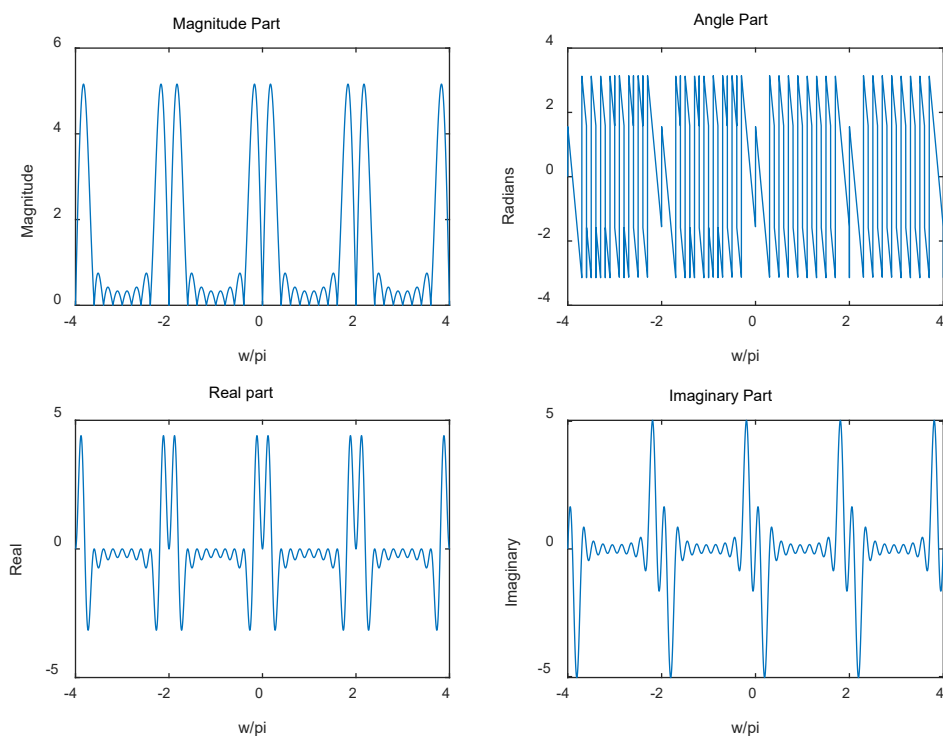 Magnitude Part
6
4
2
0
Magnitude
-4 -2 0 2 4
w/pi
Angle Part
4
2
0
-2
-4
Radians
-4 -2 0 2 4
w/pi
Real part
5
0
-5
Real
-4 -2 0 2 4
w/pi
Imaginary Part
5
0
-5
Imaginary
-4 -2 0 2 4
w/pi